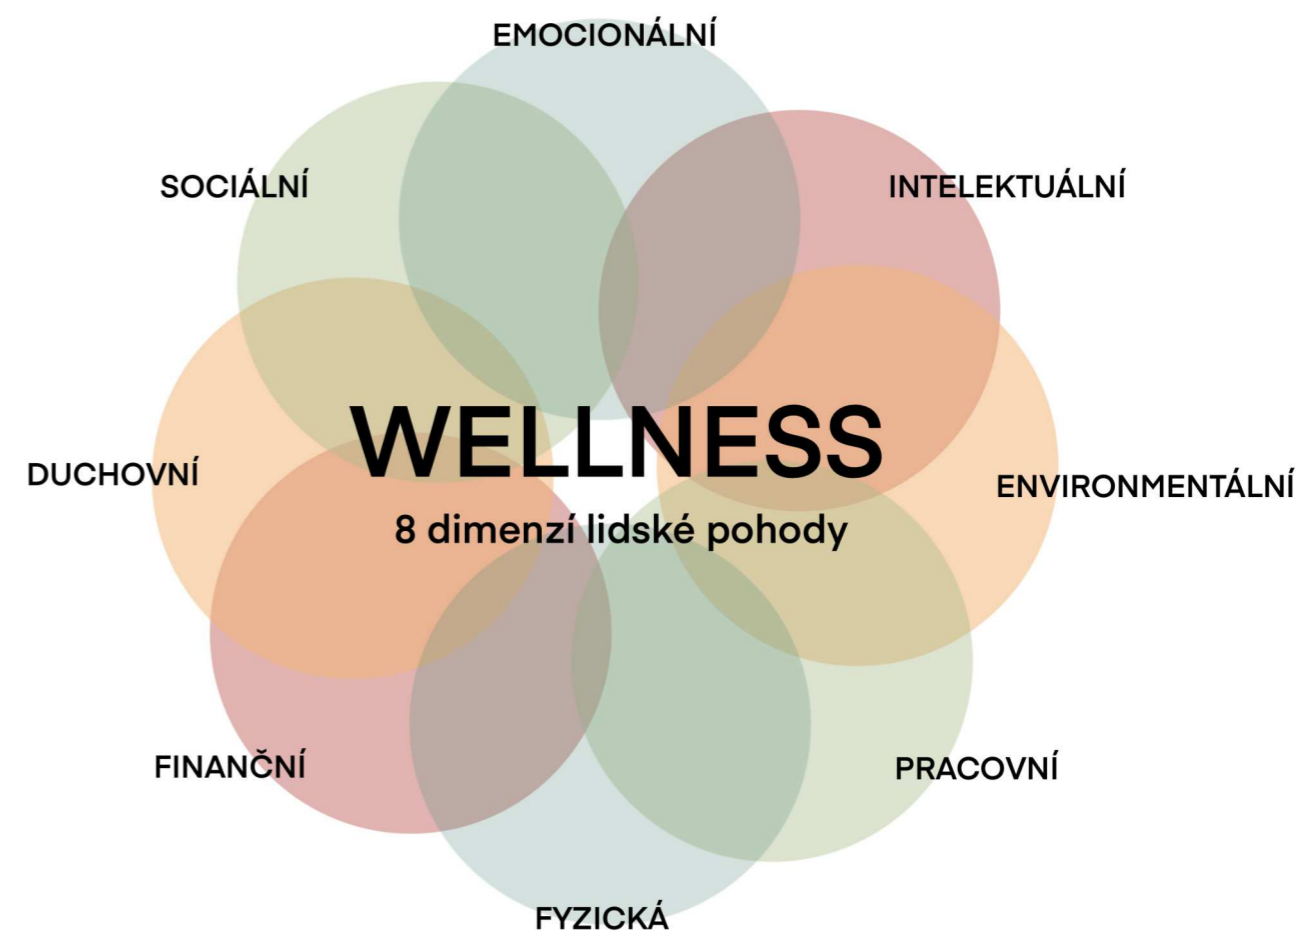 EMOCIONÁLNÍ
SOCIÁLNÍ
INTELEKTUÁLNÍ
WELLNESS
8 dimenzí lidské pohody
DUCHOVNÍ
ENVIRONMENTÁLNÍ
FINANČNÍ
PRACOVNÍ
FYZICKÁ